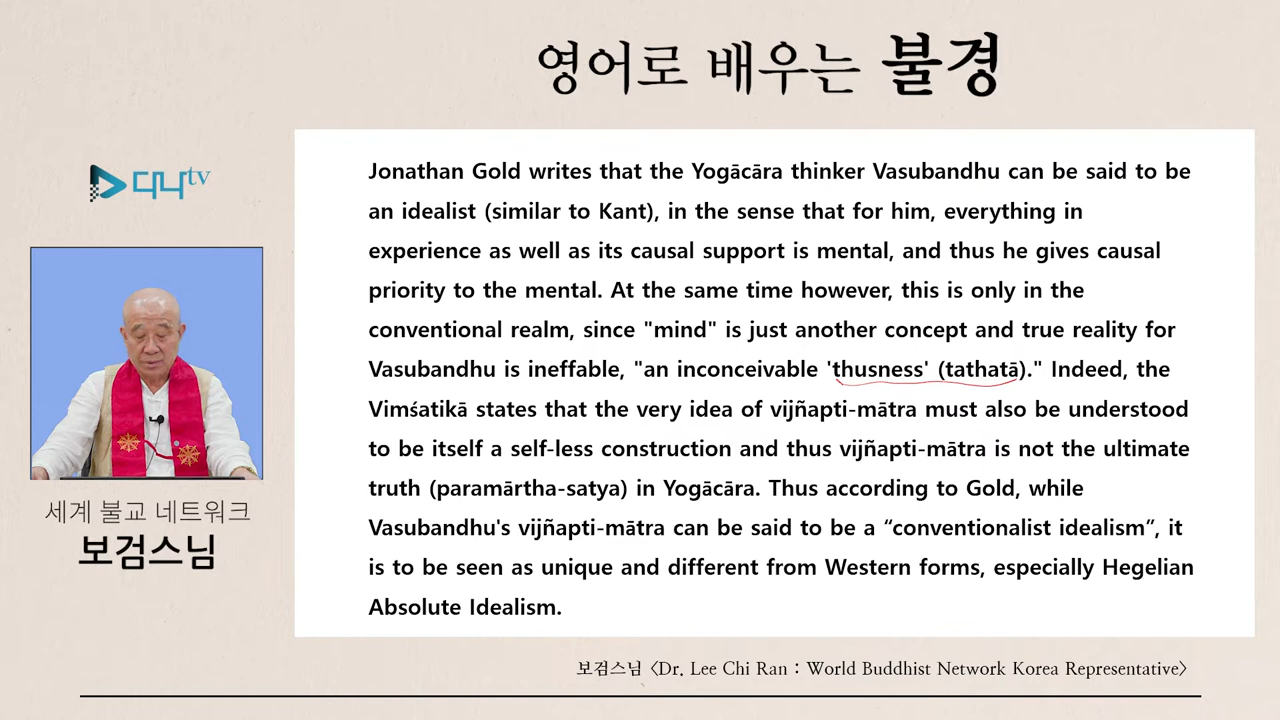 영어로 배우는 불경
디나tv
Jonathan Gold writes that the Yogācāra thinker Vasubandhu can be said to be
an idealist (similar to Kant), in the sense that for him, everything in
experience as well as its causal support is mental, and thus he gives causal
priority to the mental. At the same time however, this is only in the
conventional realm, since "mind" is just another concept and true reality for
Vasubandhu is ineffable, "an inconceivable 'thusness' (tathatā)." Indeed, the
Viṃśatikā states that the very idea of vijñapti-mātra must also be understood
to be itself a self-less construction and thus vijñapti-mātra is not the ultimate
truth (paramārtha-satya) in Yogācāra. Thus according to Gold, while
Vasubandhu's vijñapti-mātra can be said to be a “conventionalist idealism”, it
is to be seen as unique and different from Western forms, especially Hegelian
Absolute Idealism.
세계 불교 네트워크
보검스님
보검스님 <Dr. Lee Chi Ran : World Buddhist Network Korea Representative>